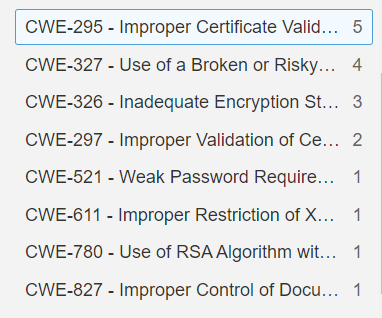 CWE-295 - Improper Certificate Valid... 5
CWE-327 - Use of a Broken or Risky... 4
CWE-326 - Inadequate Encryption St... 3
CWE-297 - Improper Validation of Ce... 2
CWE-521 - Weak Password Require... 1
CWE-611 - Improper Restriction of X... 1
CWE-780 - Use of RSA Algorithm wit... 1
CWE-827 - Improper Control of Docu... 1